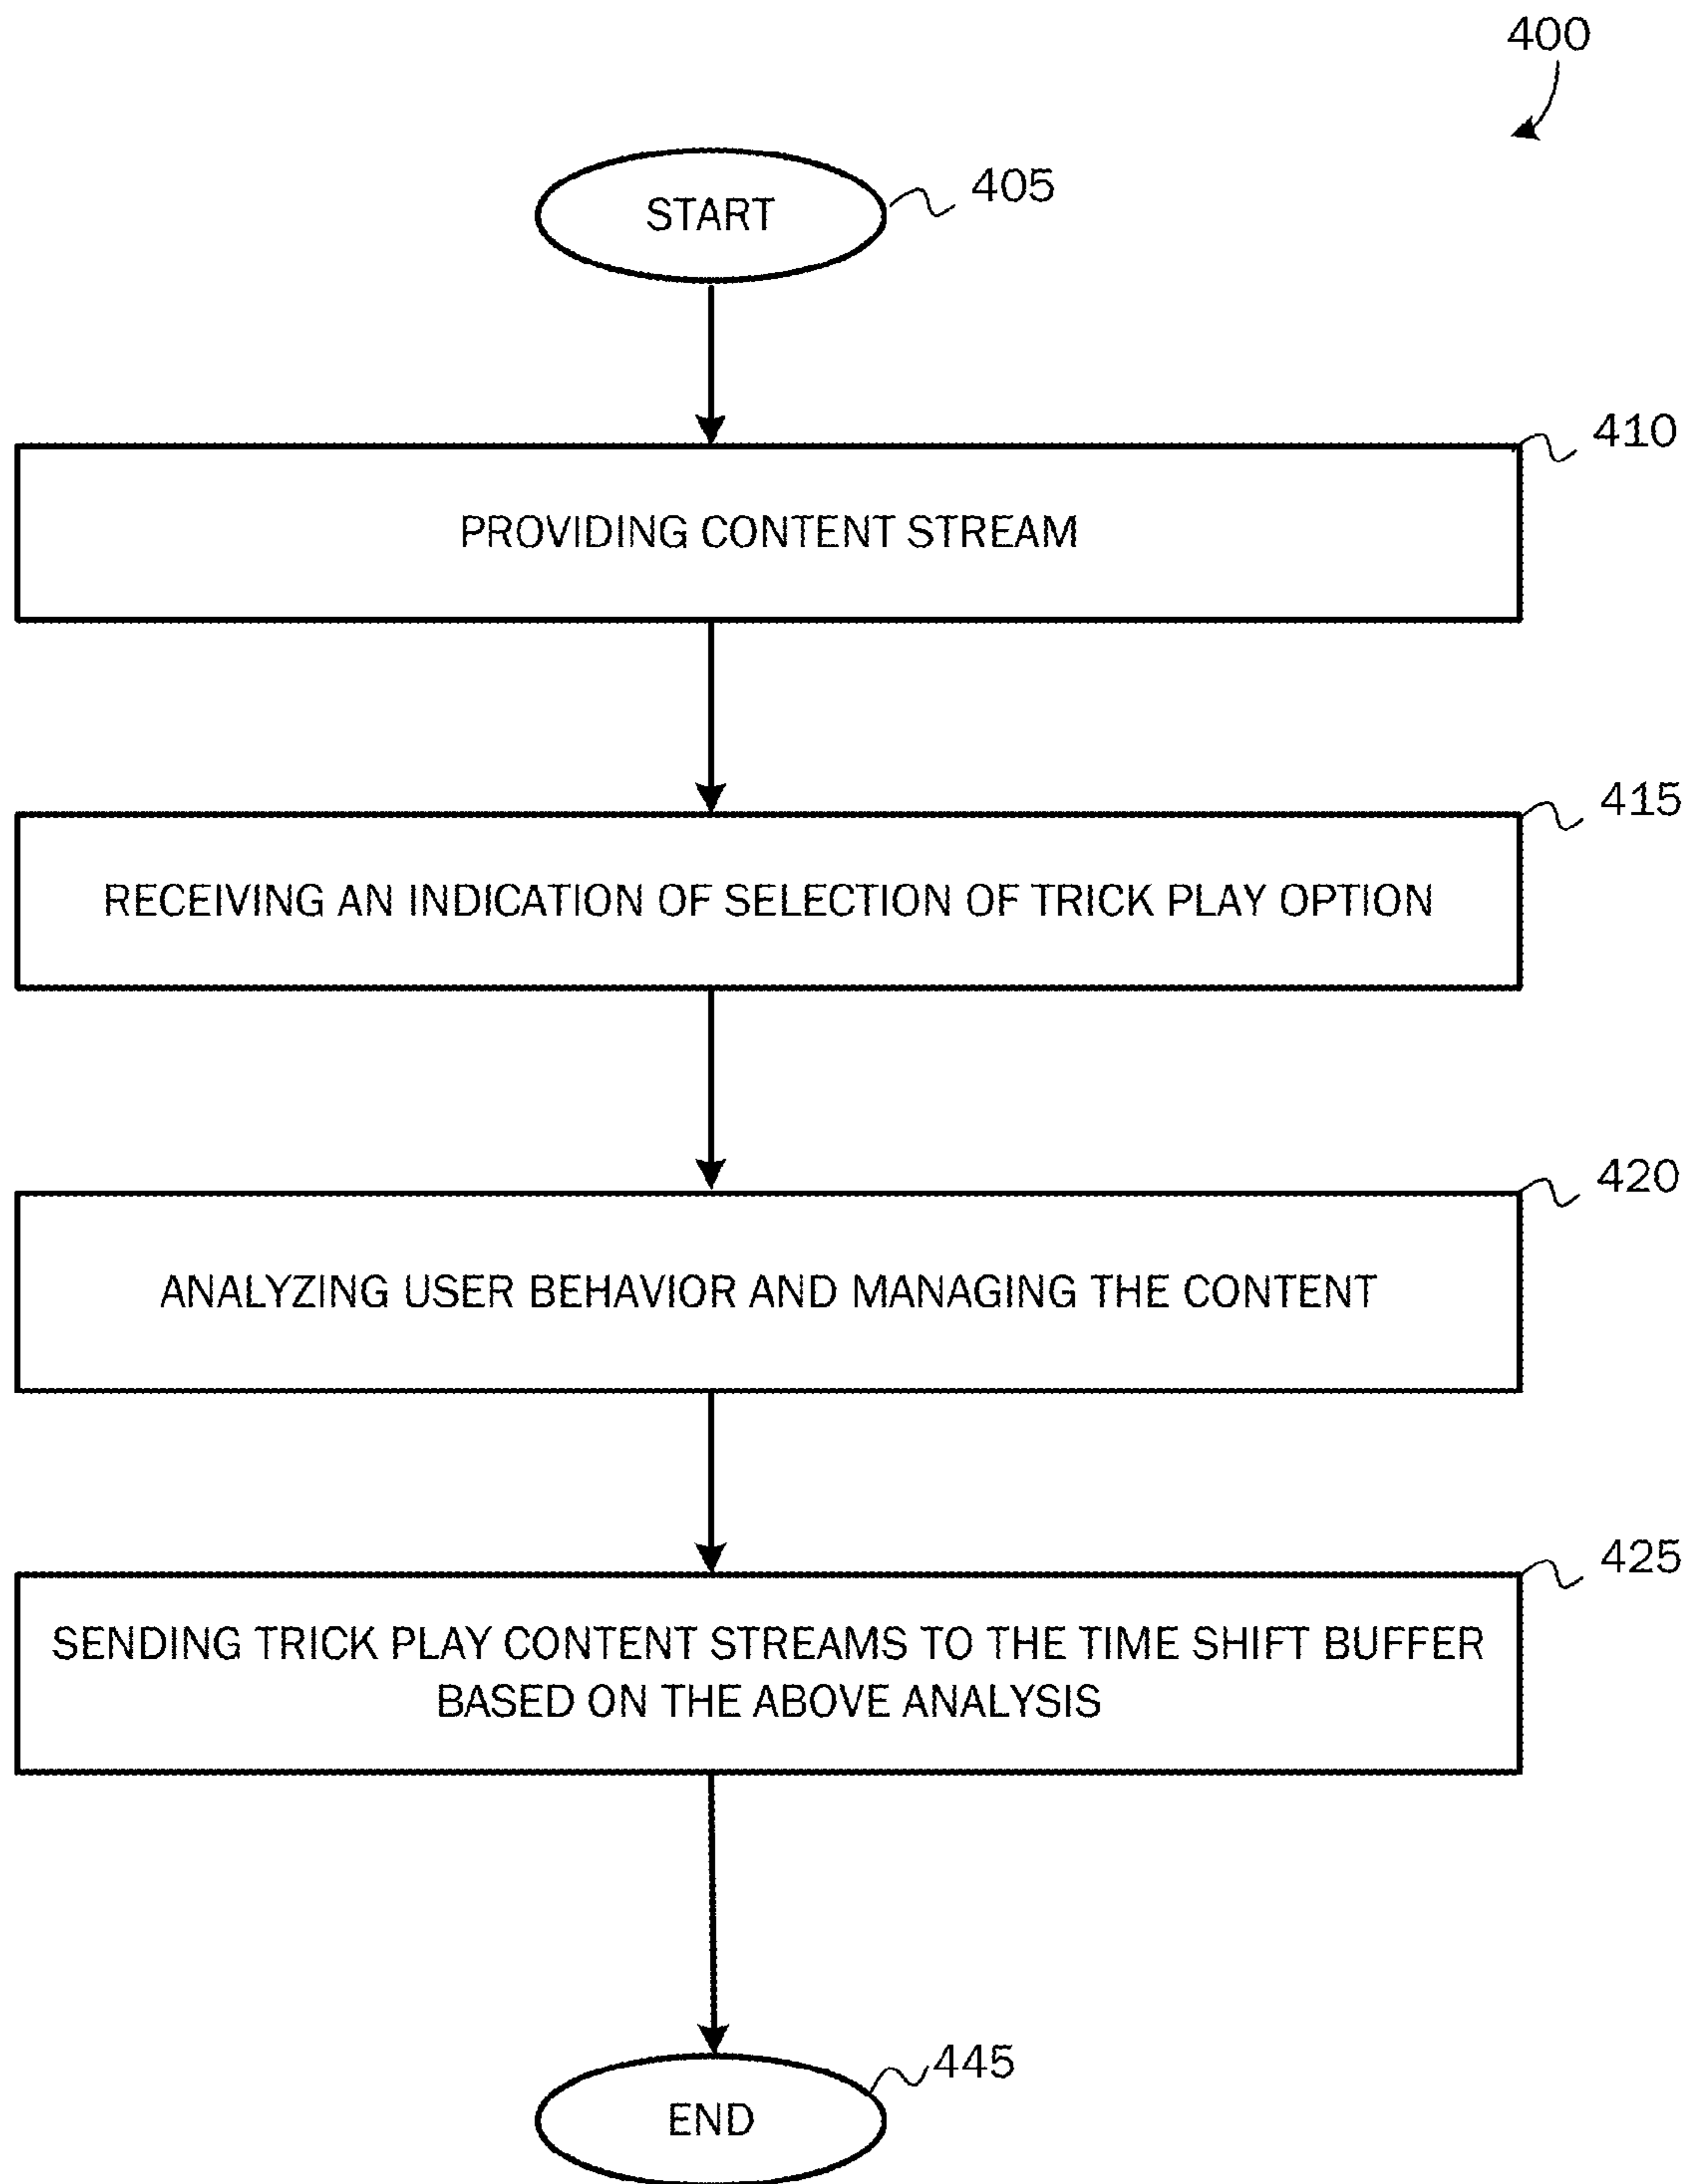 400
START
405
410
PROVIDING CONTENT STREAM
415
RECEIVING AN INDICATION OF SELECTION OF TRICK PLAY OPTION
420
ANALYZING USER BEHAVIOR AND MANAGING THE CONTENT
425
SENDING TRICK PLAY CONTENT STREAMS TO THE TIME SHIFT BUFFER
BASED ON THE ABOVE ANALYSIS
445
END